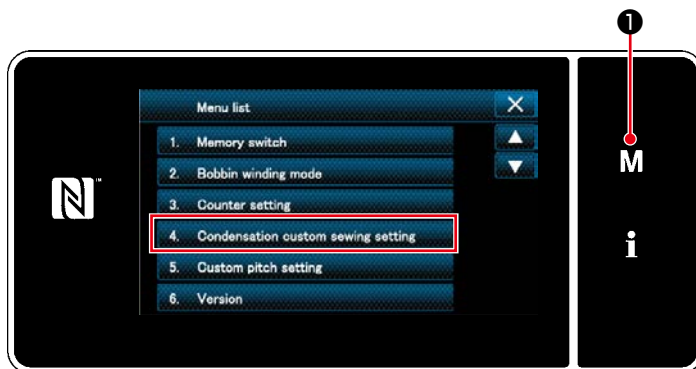 ❶
Menu list
1. Memory switch
2. Bobbin winding mode
3. Counter setting
4. Condensation custom sewing setting
5. Custom pitch setting
6. Version
N™
M
i